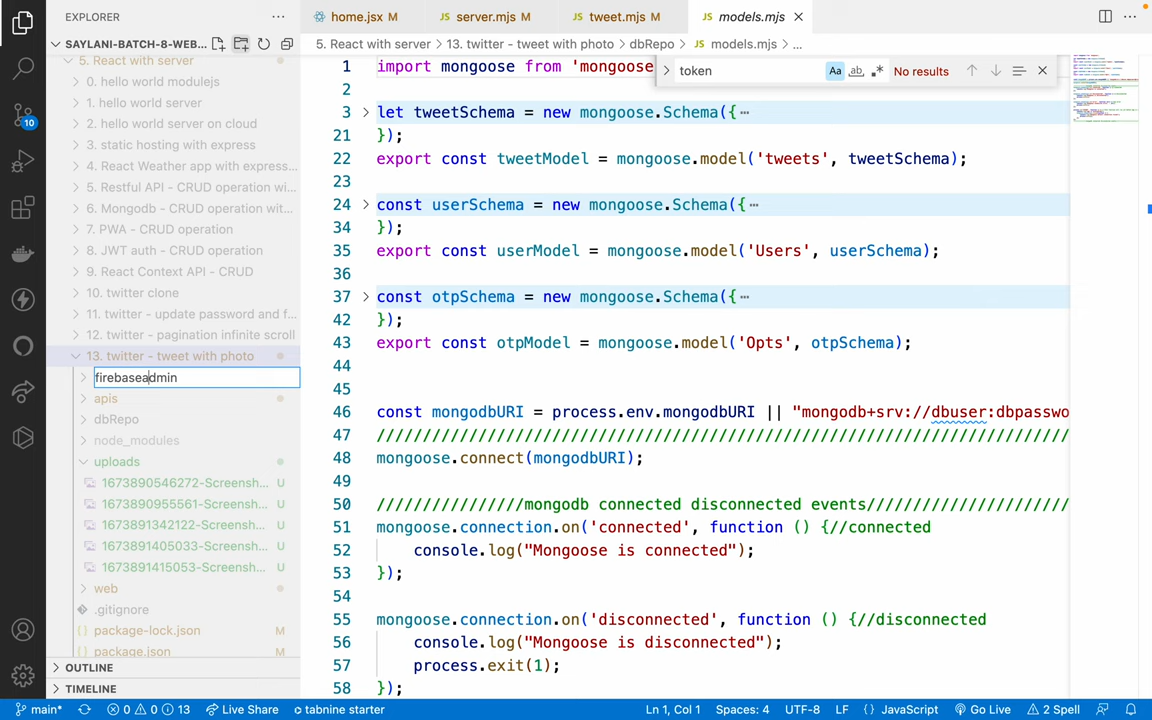 EXPLORER
home.jsx M
JS server.mjs M
JS tweet.mjs M
JS models.mjs
SAYLANI-BATCH-8-WEB...
5. React with server > 13. twitter - tweet with photo > dbRepo > JS models.mjs > ...
token
Aa
ab
No results
5. React with server
0. hello world modulejs
1. hello world server
2. hello world server on cloud
3. static hosting with express
4. React Weather app with express...
5. Restful API - CRUD operation wi...
6. Mongodb - CRUD operation wit...
7. PWA - CRUD operation
8. JWT auth - CRUD operation
9. React Context API - CRUD
10. twitter clone
11. twitter - update password and f...
12. twitter - pagination infinite scroll
13. twitter - tweet with photo
firebaseadmin
apis
dbRepo
node_modules
uploads
1673890546272-Screensh... U
1673890955561-Screensh... U
1673891342122-Screensh... U
1673891405033-Screensh... U
1673891415053-Screensh... U
web
.gitignore
package-lock.json M
package.json M
OUTLINE
TIMELINE
10
1 import mongoose from 'mongoose
2
3 let tweetSchema = new mongoose.Schema({ ...
21 });
22 export const tweetModel = mongoose.model('tweets', tweetSchema);
23
24 const userSchema = new mongoose.Schema({ ...
34 });
35 export const userModel = mongoose.model('Users', userSchema);
36
37 const otpSchema = new mongoose.Schema({ ...
42 });
43 export const otpModel = mongoose.model('Opts', otpSchema);
44
45
46 const mongodbURI = process.env.mongodbURI || "mongodb+srv://dbuser:dbpasswo
47 ///////////////////////////////////////////////////////////////////////////
48 mongoose.connect(mongodbURI);
49
50 ////////////////mongodb connected disconnected events//////////////////////
51 mongoose.connection.on('connected', function () {//connected
52 console.log("Mongoose is connected");
53 });
54
55 mongoose.connection.on('disconnected', function () {//disconnected
56 console.log("Mongoose is disconnected");
57 process.exit(1);
58 });
main* 0 0 13 Live Share tabnine starter Ln 1, Col 1 Spaces: 4 UTF-8 LF {} JavaScript Go Live 2 Spell